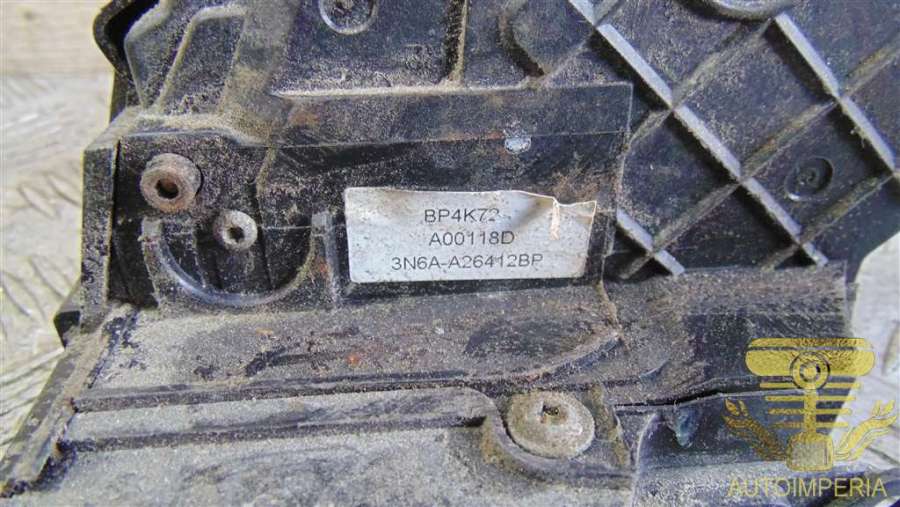 BP4K72
A00118D
3N6A-A26412BP
AUTOIMPERIA